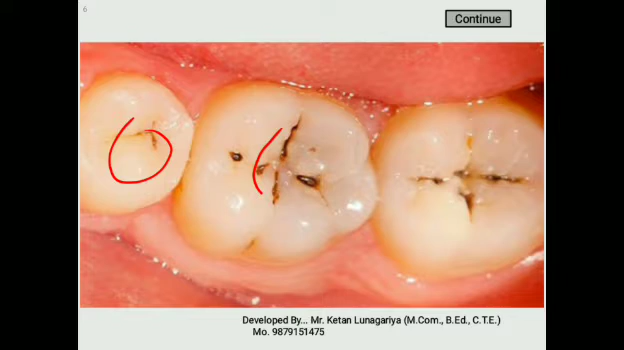 6
Continue
Developed By... Mr. Ketan Lunagariya (M.Com., B.Ed., C.T.E.)
Mo. 9879151475